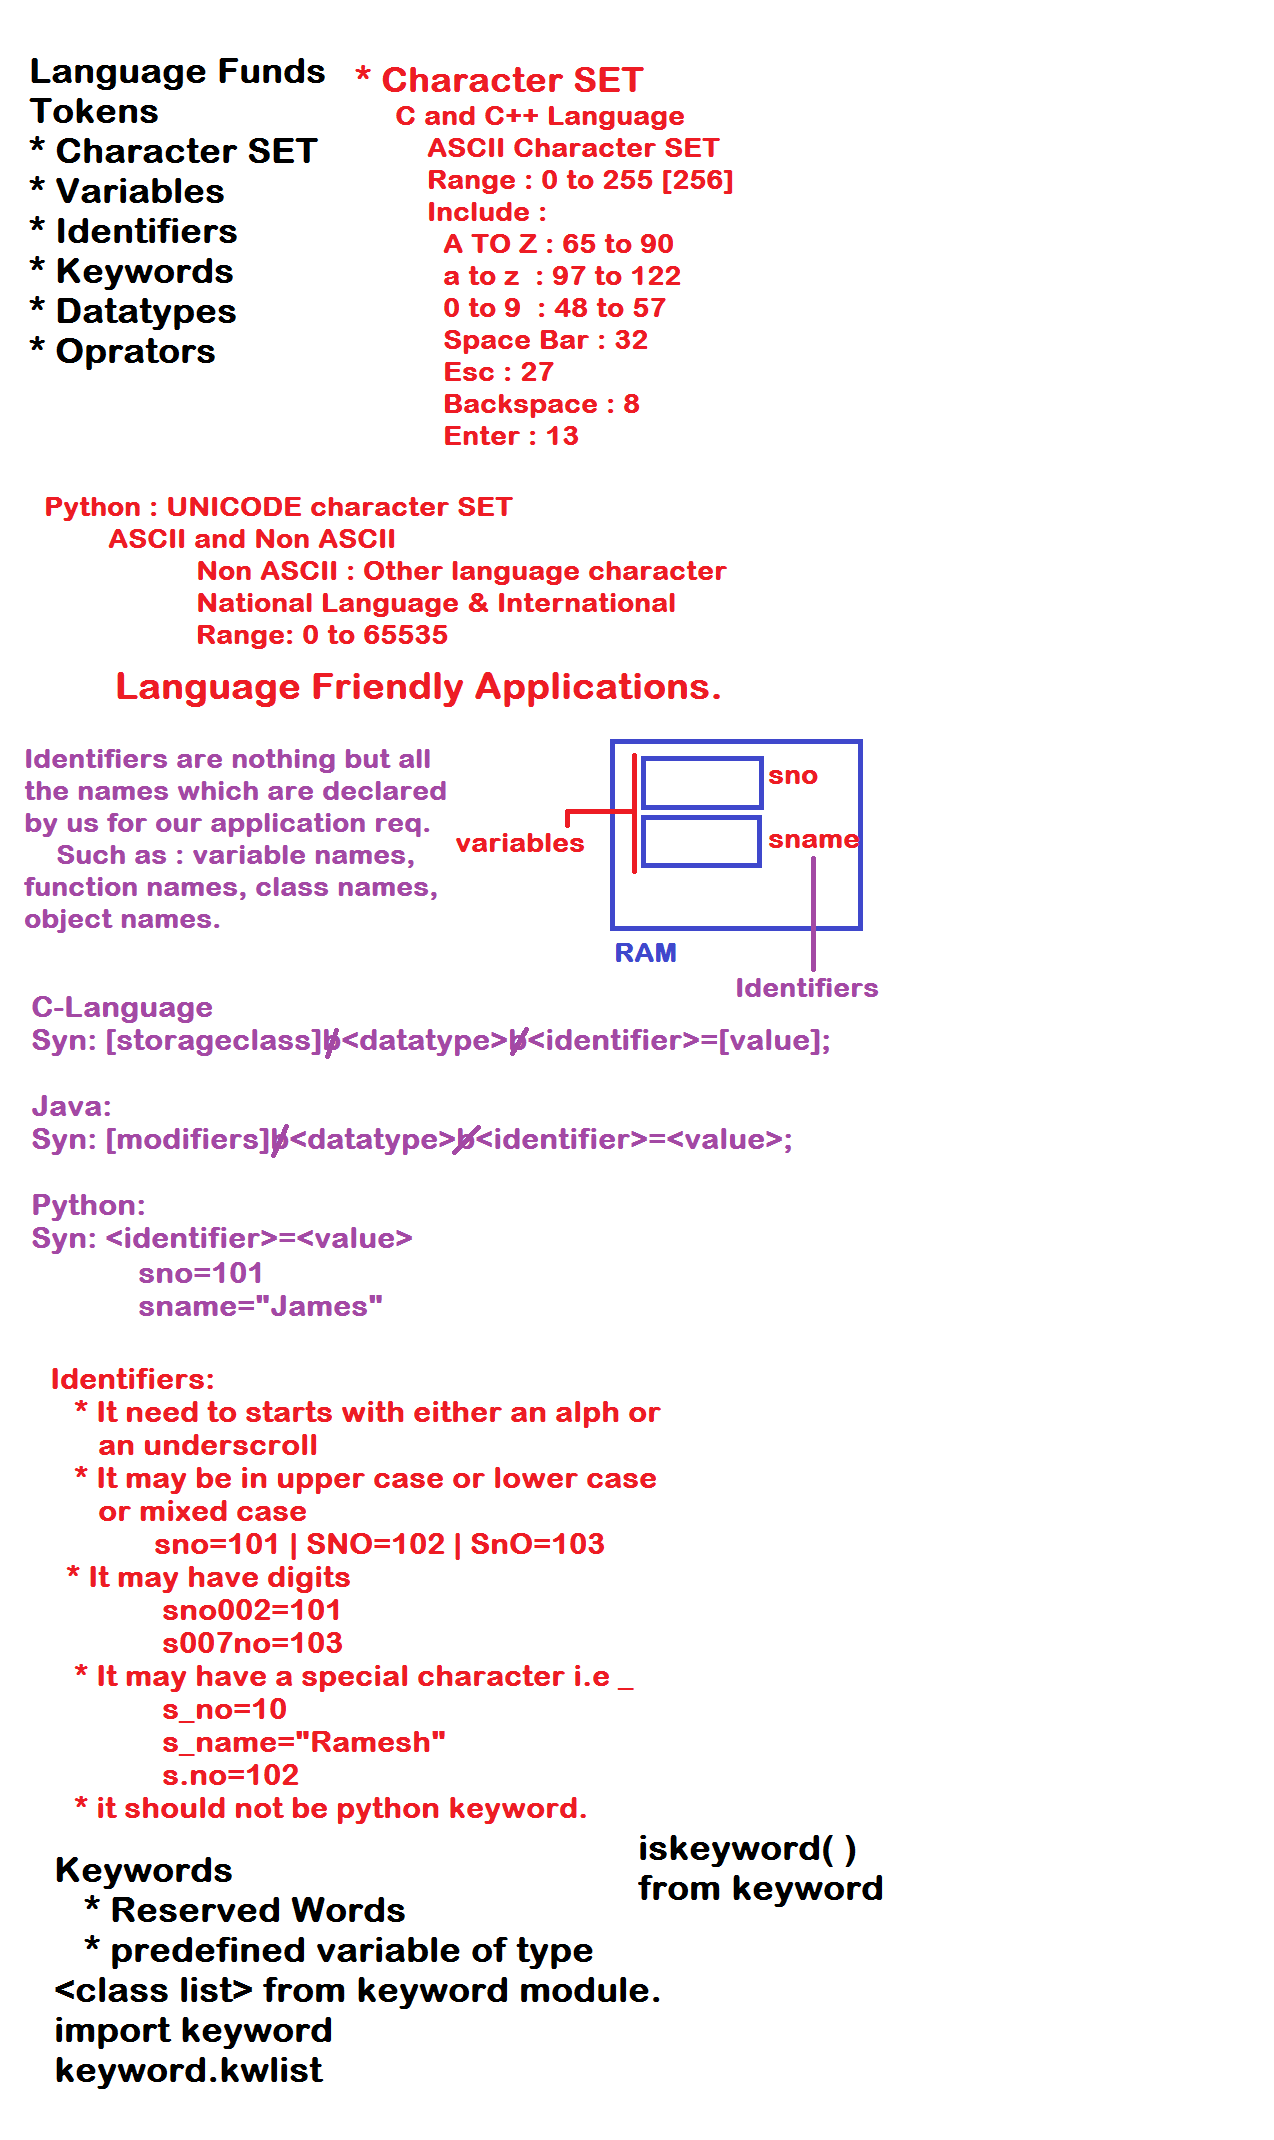 Language Funds
Tokens
* Character SET
* Variables
* Identifiers
* Keywords
* Datatypes
* Oprators
* Character SET
C and C++ Language
ASCII Character SET
Range : 0 to 255 [256]
Include :
A TO Z : 65 to 90
a to z  : 97 to 122
0 to 9  : 48 to 57
Space Bar : 32
Esc : 27
Backspace : 8
Enter : 13
Python : UNICODE character SET
ASCII and Non ASCII
Non ASCII : Other language character
National Language & International
Range: 0 to 65535
Language Friendly Applications.
Identifiers are nothing but all
the names which are declared
by us for our application req.
Such as : variable names,
function names, class names,
object names.
variables
sno
sname
RAM
Identifiers
C-Language
Syn: [storageclass]b<datatype>b<identifier>=[value];
Java:
Syn: [modifiers]b<datatype>b<identifier>=<value>;
Python:
Syn: <identifier>=<value>
sno=101
sname="James"
Identifiers:
* It need to starts with either an alph or
an underscroll
* It may be in upper case or lower case
or mixed case
sno=101 | SNO=102 | SnO=103
* It may have digits
sno002=101
s007no=103
* It may have a special character i.e _
s_no=10
s_name="Ramesh"
s.no=102
* it should not be python keyword.
Keywords
* Reserved Words
* predefined variable of type
<class list> from keyword module.
import keyword
keyword.kwlist
iskeyword( )
from keyword